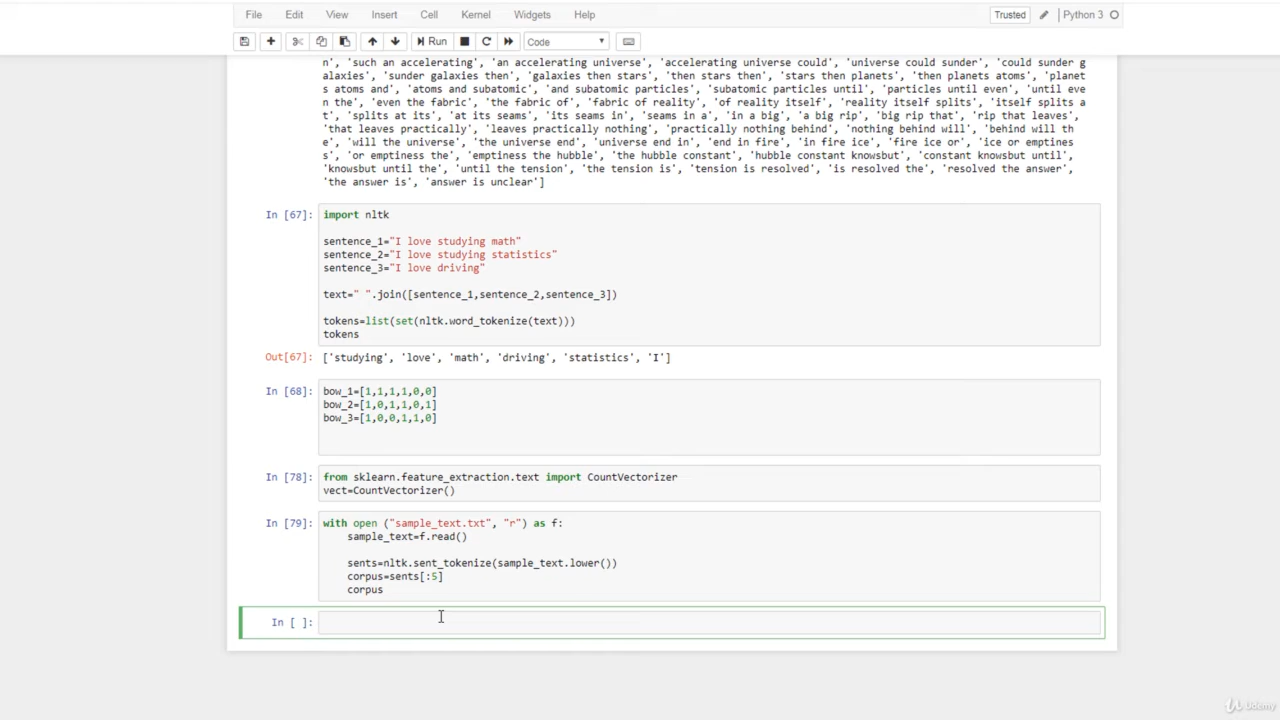 File Edit View Insert Cell Kernel Widgets Help Trusted Python 3
Run Code
n', 'such an accelerating', 'an accelerating universe', 'accelerating universe could', 'universe could sunder', 'could sunder g
alaxies', 'sunder galaxies then', 'galaxies then stars', 'then stars then', 'stars then planets', 'then planets atoms', 'planet
s atoms and', 'atoms and subatomic', 'and subatomic particles', 'subatomic particles until', 'particles until even', 'until eve
n the', 'even the fabric', 'the fabric of', 'fabric of reality', 'of reality itself', 'reality itself splits', 'itself splits a
t', 'splits at its', 'at its seams', 'its seams in', 'seams in a', 'in a big', 'a big rip', 'big rip that', 'rip that leaves',
'that leaves practically', 'leaves practically nothing', 'practically nothing behind', 'nothing behind will', 'behind will th
e', 'will the universe', 'the universe end', 'universe end in', 'end in fire', 'in fire ice', 'fire ice or', 'ice or emptines
s', 'or emptiness the', 'emptiness the hubble', 'the hubble constant', 'hubble constant knowsbut', 'constant knowsbut until',
'knowsbut until the', 'until the tension', 'the tension is', 'tension is resolved', 'is resolved the', 'resolved the answer',
'the answer is', 'answer is unclear']
In [67]: import nltk
sentence_1="I love studying math"
sentence_2="I love studying statistics"
sentence_3="I love driving"
text=" ".join([sentence_1,sentence_2,sentence_3])
tokens=list(set(nltk.word_tokenize(text)))
tokens
Out[67]: ['studying', 'love', 'math', 'driving', 'statistics', 'I']
In [68]: bow_1=[1,1,1,1,0,0]
bow_2=[1,0,1,1,0,1]
bow_3=[1,0,0,1,1,0]
In [78]: from sklearn.feature_extraction.text import CountVectorizer
vect=CountVectorizer()
In [79]: with open ("sample_text.txt", "r") as f:
sample_text=f.read()
sents=nltk.sent_tokenize(sample_text.lower())
corpus=sents[:5]
corpus
In [ ]:
Udemy